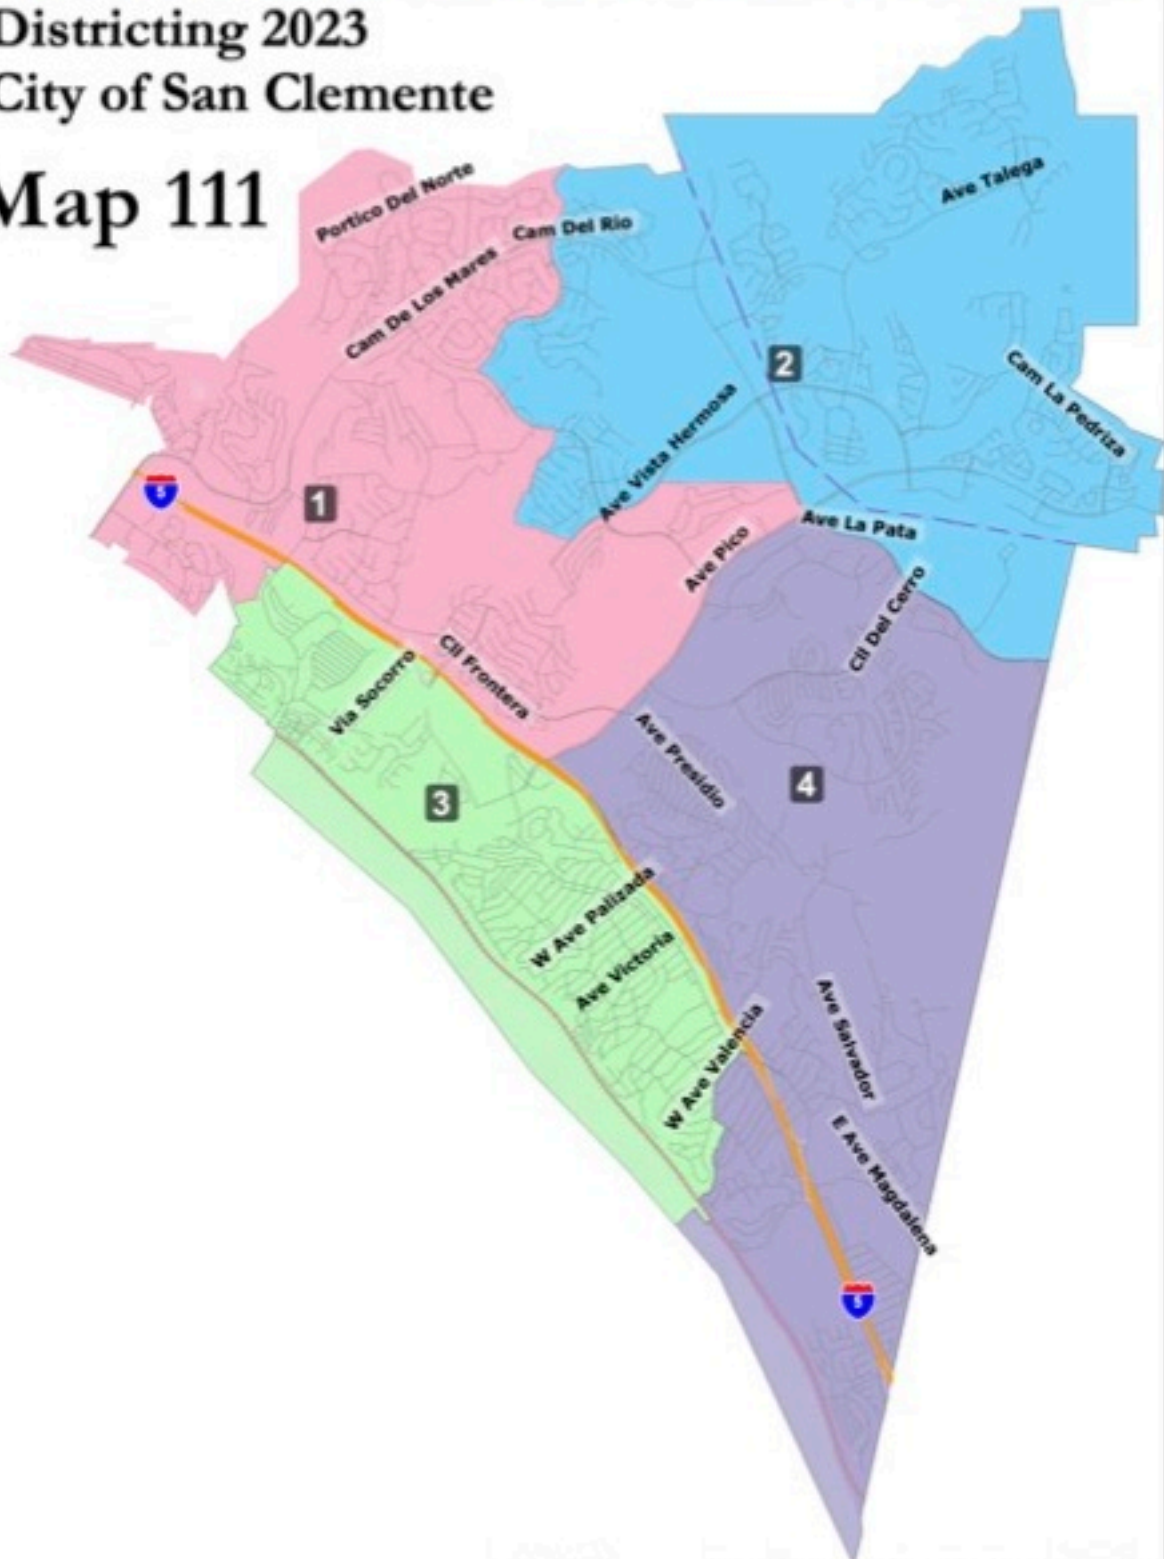 Districting 2023
City of San Clemente
Map 111
Portico Del Norte
Cam Del Rio
Ave Talega
Cam De Los Mares
2
Cam La Pedriza
Ave Vista Hermosa
5
1
Ave La Pata
Ave Pico
Cll Del Cerro
Cll Frontera
Via Socorro
Ave Presidio
3
4
W Ave Palizada
Ave Victoria
Ave Salvador
W Ave Valencia
E Ave Magdalena
5